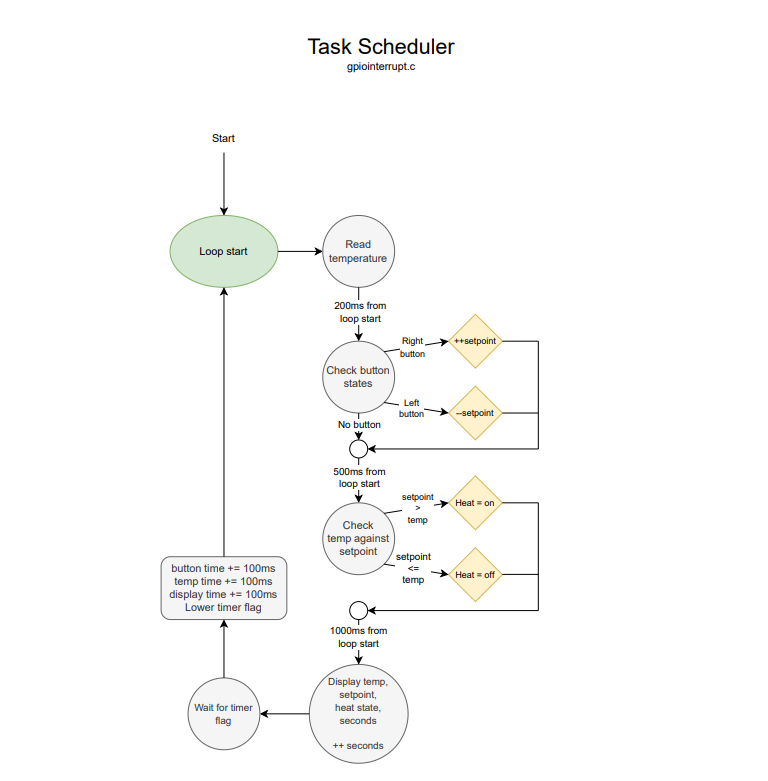 Task Scheduler
gpiointerrupt.c
Start
Loop start
Read
temperature
200ms from
loop start
Check button
states
Right
button
++setpoint
Left
button
--setpoint
No button
500ms from
loop start
Check
temp against
setpoint
setpoint
>
temp
Heat = on
setpoint
<=
temp
Heat = off
1000ms from
loop start
Display temp,
setpoint,
heat state,
seconds
++ seconds
Wait for timer
flag
button time += 100ms
temp time += 100ms
display time += 100ms
Lower timer flag